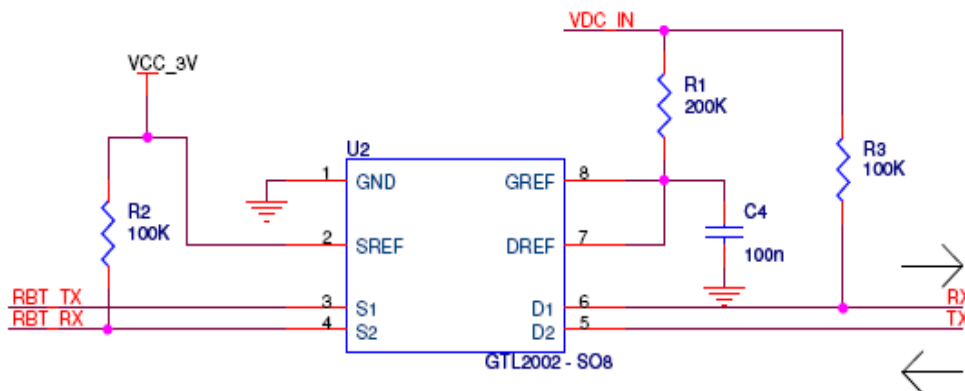 VDC_IN
VCC_3V
R1
200K
U2
R3
100K
1 GND GREF 8
R2
100K
C4
100n
2 SREF DREF 7
RBT_TX 3 S1 D1 6 RX
RBT_RX 4 S2 D2 5 TX
GTL2002 - SO8